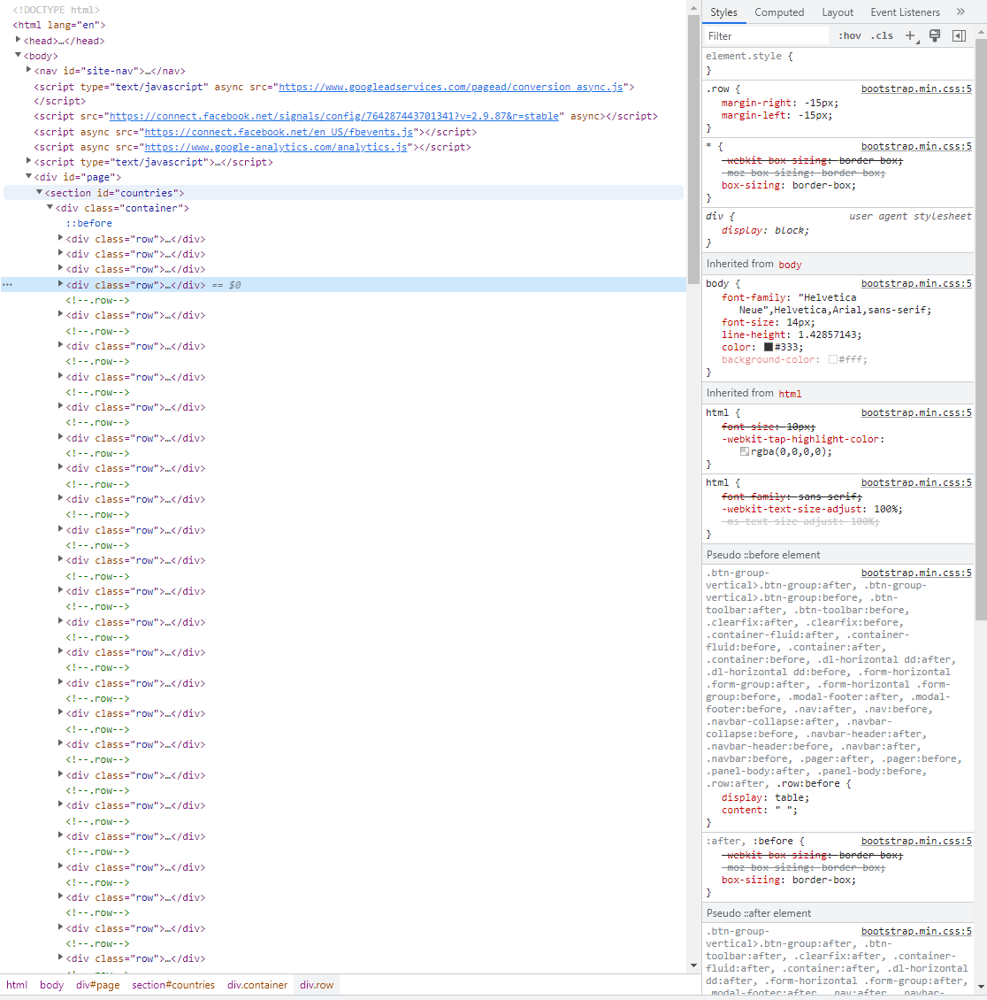 <!DOCTYPE html>
<html lang="en">
<head>…</head>
<body>
<nav id="site-nav">…</nav>
<script type="text/javascript" async src="https://www.googleadservices.com/pagead/conversion_async.js">
</script>
<script src="https://connect.facebook.net/signals/config/764287443701341?v=2.9.87&r=stable" async></script>
<script async src="https://connect.facebook.net/en_US/fbevents.js"></script>
<script async src="https://www.google-analytics.com/analytics.js"></script>
<script type="text/javascript">…</script>
<div id="page">
<section id="countries">
<div class="container">
::before
<div class="row">…</div>
<div class="row">…</div>
<div class="row">…</div>
<div class="row">…</div> == $0
<!--.row-->
<div class="row">…</div>
<!--.row-->
<div class="row">…</div>
<!--.row-->
<div class="row">…</div>
<!--.row-->
<div class="row">…</div>
<!--.row-->
<div class="row">…</div>
<!--.row-->
<div class="row">…</div>
<!--.row-->
<div class="row">…</div>
<!--.row-->
<div class="row">…</div>
<!--.row-->
<div class="row">…</div>
<!--.row-->
<div class="row">…</div>
<!--.row-->
<div class="row">…</div>
<!--.row-->
<div class="row">…</div>
<!--.row-->
<div class="row">…</div>
<!--.row-->
<div class="row">…</div>
<!--.row-->
<div class="row">…</div>
<!--.row-->
<div class="row">…</div>
<!--.row-->
<div class="row">…</div>
<!--.row-->
<div class="row">…</div>
<!--.row-->
<div class="row">…</div>
<!--.row-->
<div class="row">…</div>
<!--.row-->
<div class="row">…</div>
<!--.row-->
<div class="row">…</div>
html body div#page section#countries div.container div.row
Styles Computed Layout Event Listeners »
Filter :hov .cls +
element.style {
}
.row { bootstrap.min.css:5
margin-right: -15px;
margin-left: -15px;
}
* { bootstrap.min.css:5
-webkit-box-sizing: border-box;
-moz-box-sizing: border-box;
box-sizing: border-box;
}
div { user agent stylesheet
display: block;
}
Inherited from body
body { bootstrap.min.css:5
font-family: "Helvetica
Neue",Helvetica,Arial,sans-serif;
font-size: 14px;
line-height: 1.42857143;
color: #333;
background-color: #fff;
}
Inherited from html
html { bootstrap.min.css:5
font-size: 10px;
-webkit-tap-highlight-color:
rgba(0,0,0,0);
}
html { bootstrap.min.css:5
font-family: sans-serif;
-webkit-text-size-adjust: 100%;
-ms-text-size-adjust: 100%;
}
Pseudo ::before element
.btn-group- bootstrap.min.css:5
vertical>.btn-group:after, .btn-group-
vertical>.btn-group:before, .btn-
toolbar:after, .btn-toolbar:before,
.clearfix:after, .clearfix:before,
.container-fluid:after, .container-
fluid:before, .container:after,
.container:before, .dl-horizontal dd:after,
.dl-horizontal dd:before, .form-horizontal
.form-group:after, .form-horizontal .form-
group:before, .modal-footer:after, .modal-
footer:before, .nav:after, .nav:before,
.navbar-collapse:after, .navbar-
collapse:before, .navbar-header:after,
.navbar-header:before, .navbar:after,
.navbar:before, .pager:after, .pager:before,
.panel-body:after, .panel-body:before,
.row:after, .row:before {
display: table;
content: " ";
}
:after, :before { bootstrap.min.css:5
-webkit-box-sizing: border-box;
-moz-box-sizing: border-box;
box-sizing: border-box;
}
Pseudo ::after element
.btn-group- bootstrap.min.css:5
vertical>.btn-group:after, .btn-
toolbar:after, .clearfix:after, .container-
fluid:after, .container:after, .dl-horizontal
dd:after, .form-horizontal .form-group:after,
.modal-footer:after, .nav:after, .navbar-